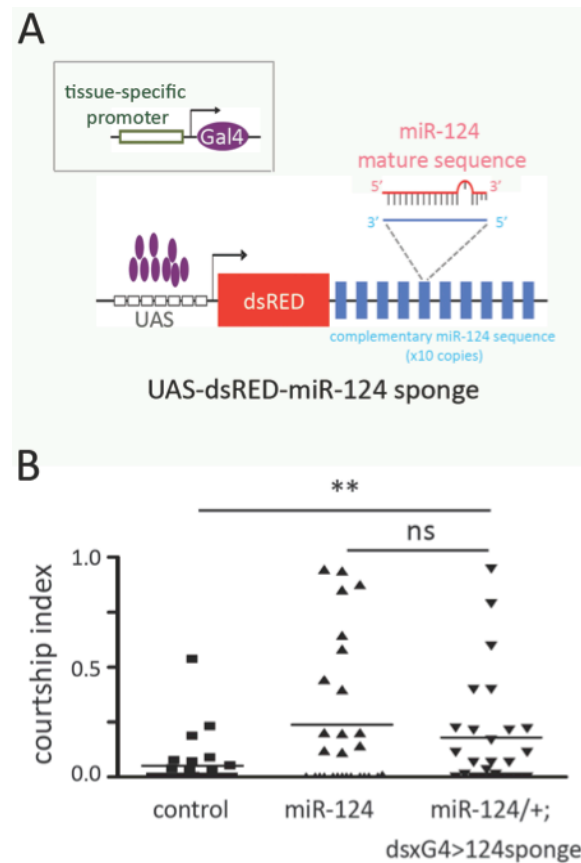 A
tissue-specific
promoter
Gal4
miR-124
mature sequence
5′ 3′
3′ 5′
UAS
dsRED
complementary miR-124 sequence
(x10 copies)
UAS-dsRED-miR-124 sponge
B
**
ns
courtship index
1.0
0.5
0.0
control
miR-124
miR-124/+;
dsxG4>124sponge